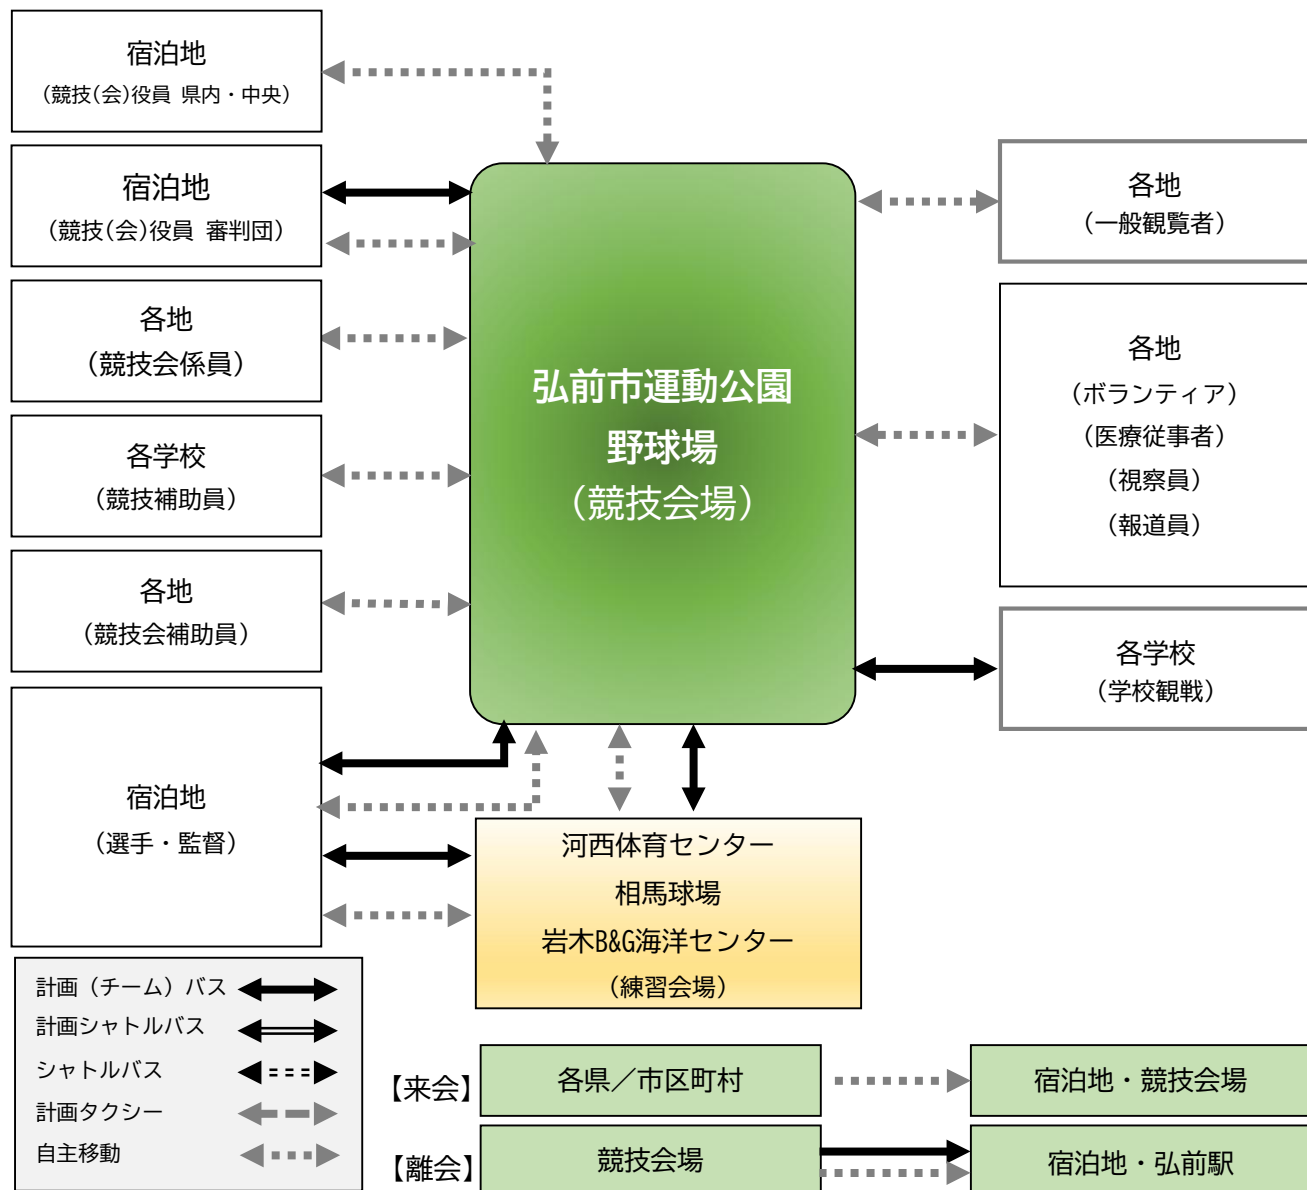 宿泊地
(競技(会)役員 県内・中央)
宿泊地
(競技(会)役員 審判団)
各地
(競技会係員)
各学校
(競技補助員)
各地
(競技会補助員)
宿泊地
(選手・監督)
弘前市運動公園
野球場
(競技会場)
各地
(一般観覧者)
各地
(ボランティア)
(医療従事者)
(視察員)
(報道員)
各学校
(学校観戦)
河西体育センター
相馬球場
岩木B&G海洋センター
(練習会場)
計画（チーム）バス
計画シャトルバス
シャトルバス
計画タクシー
自主移動
【来会】 各県／市区町村 宿泊地・競技会場
【離会】 競技会場 宿泊地・弘前駅